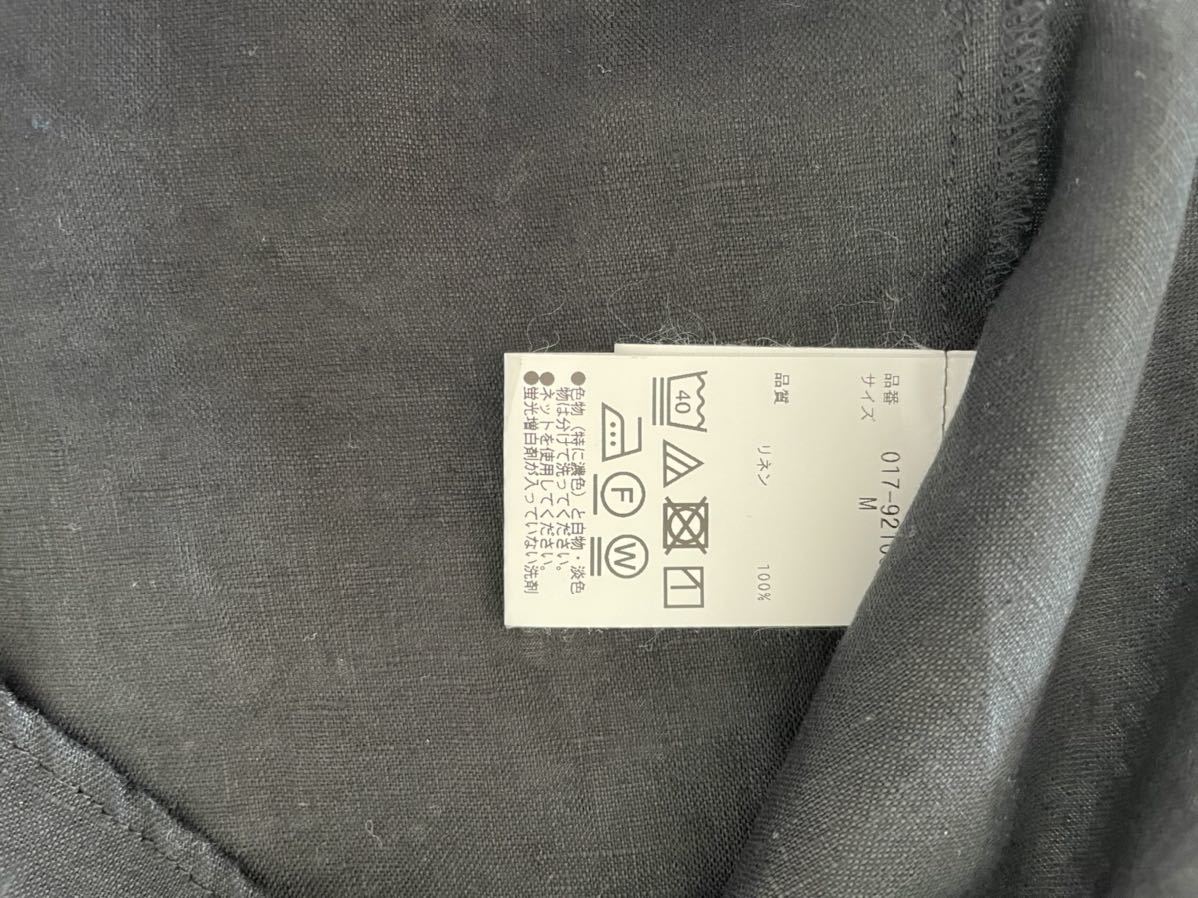 品番 017-9210
サイズ M
品質
リネン 100%
40
F
W
●色物（特に濃色）と白物・淡色
物は分けて洗ってください。
●ネットを使用してください。
●蛍光増白剤が入っていない洗剤